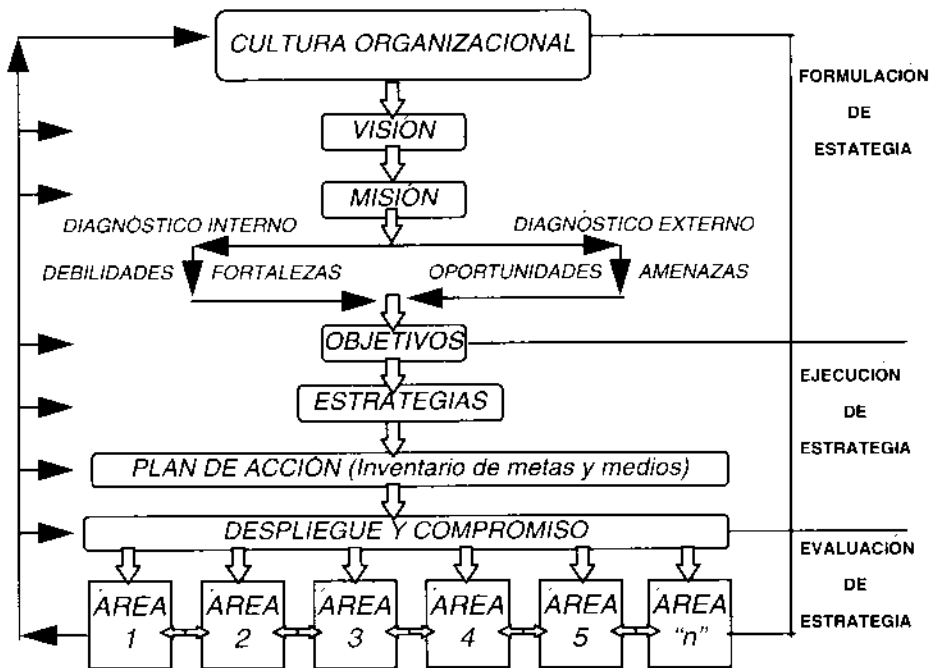 CULTURA ORGANIZACIONAL
FORMULACIÓN
DE
ESTATEGIA
VISIÓN
MISIÓN
DIAGNÓSTICO INTERNO
DIAGNÓSTICO EXTERNO
DEBILIDADES
FORTALEZAS
OPORTUNIDADES
AMENAZAS
OBJETIVOS
EJECUCIÓN
DE
ESTRATEGIA
ESTRATEGIAS
PLAN DE ACCIÓN (Inventario de metas y medios)
DESPLIEGUE Y COMPROMISO
EVALUACIÓN
DE
ESTRATEGIA
ÁREA
1
ÁREA
2
ÁREA
3
ÁREA
4
ÁREA
5
ÁREA
"n"